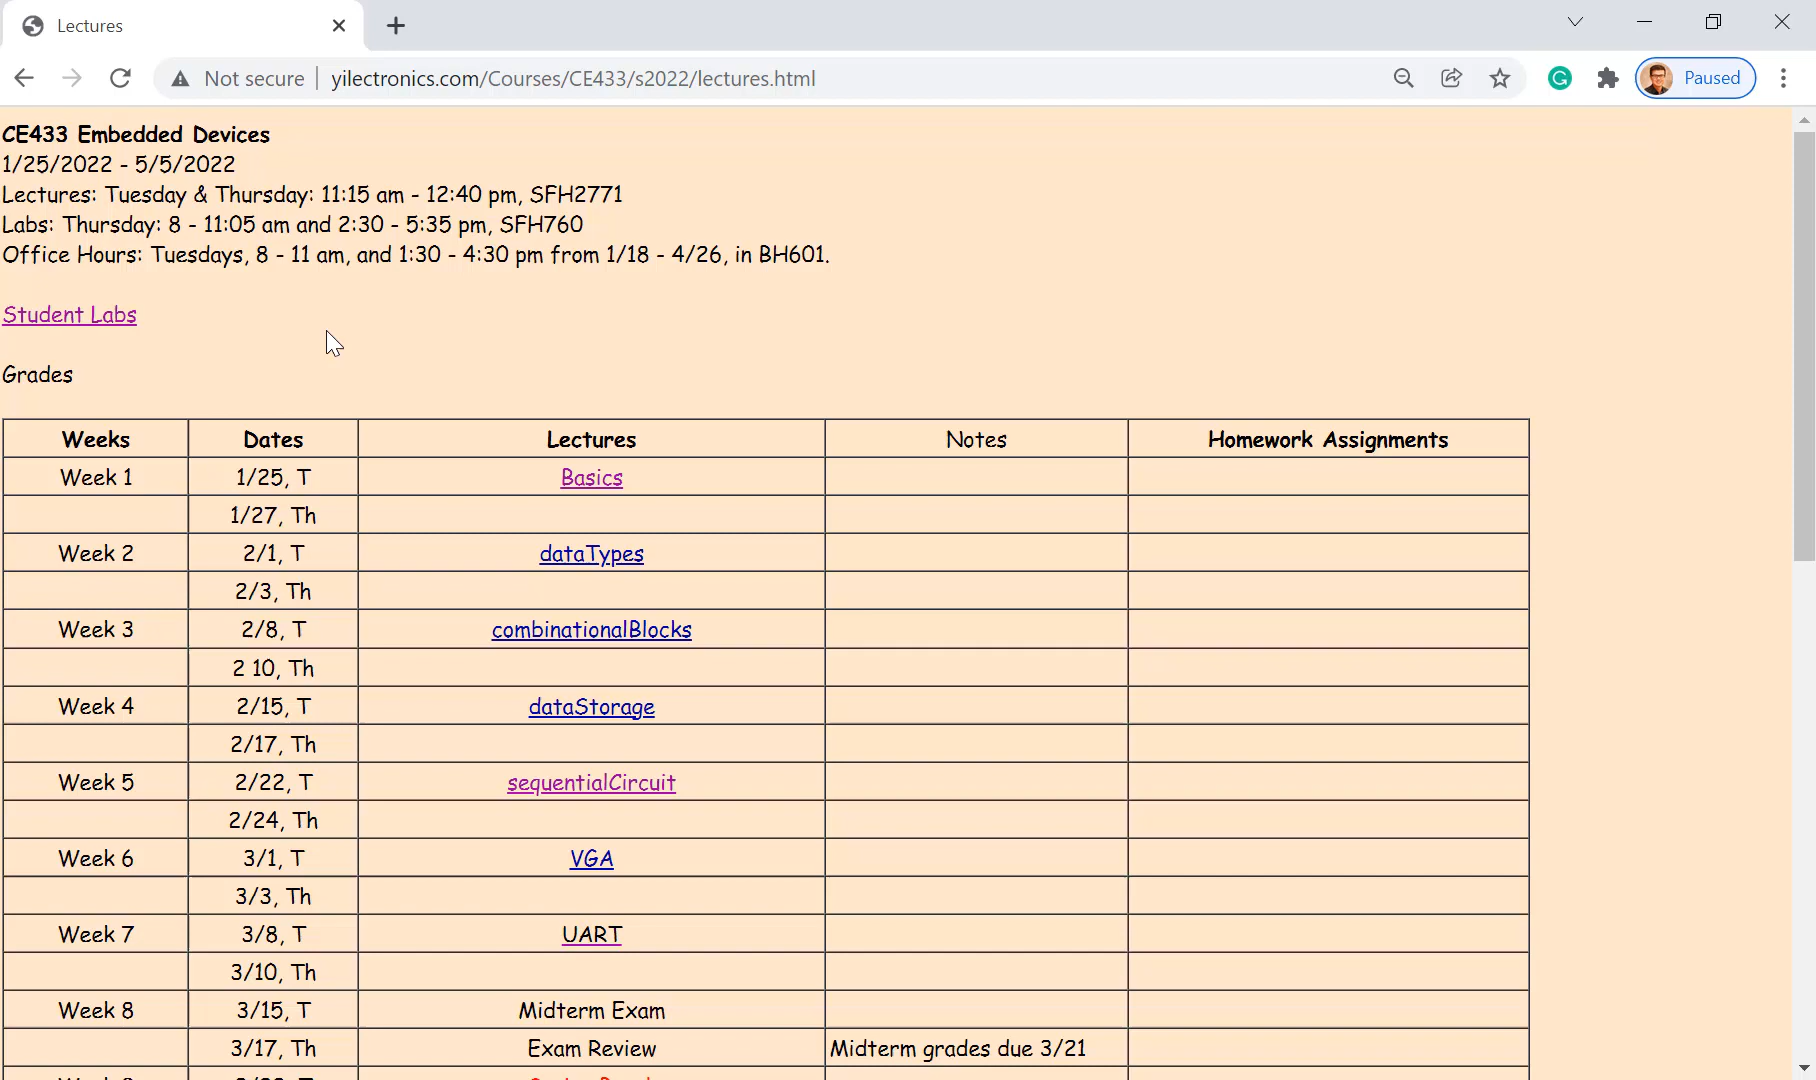 Lectures
Not secure yilectronics.com/Courses/CE433/s2022/lectures.html Paused
CE433 Embedded Devices
1/25/2022 - 5/5/2022
Lectures: Tuesday & Thursday: 11:15 am - 12:40 pm, SFH2771
Labs: Thursday: 8 - 11:05 am and 2:30 - 5:35 pm, SFH760
Office Hours: Tuesdays, 8 - 11 am, and 1:30 - 4:30 pm from 1/18 - 4/26, in BH601.
Student Labs
Grades
Weeks Dates Lectures Notes Homework Assignments
Week 1 1/25, T Basics
1/27, Th
Week 2 2/1, T dataTypes
2/3, Th
Week 3 2/8, T combinationalBlocks
2 10, Th
Week 4 2/15, T dataStorage
2/17, Th
Week 5 2/22, T sequentialCircuit
2/24, Th
Week 6 3/1, T VGA
3/3, Th
Week 7 3/8, T UART
3/10, Th
Week 8 3/15, T Midterm Exam
3/17, Th Exam Review Midterm grades due 3/21